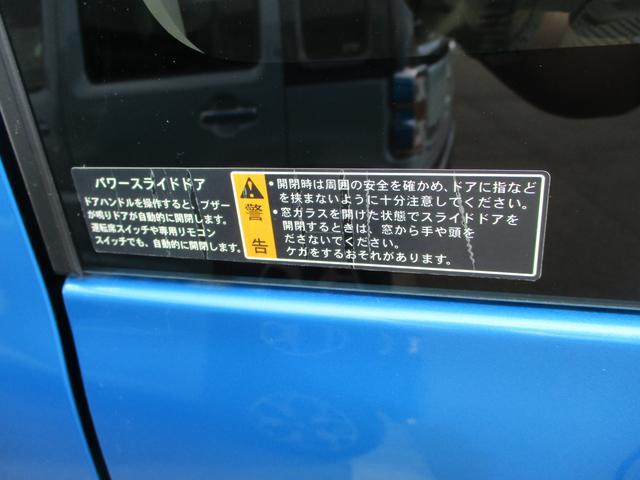 パワースライドドア
ドアハンドルを操作すると、ブザー
が鳴りドアが自動的に開閉します。
運転席スイッチや専用リモコン
スイッチでも、自動的に開閉します。
警告
・開閉時は周囲の安全を確かめ、ドアに指など
を挟まないように十分注意してください。
・窓ガラスを開けた状態でスライドドアを
開閉するときは、窓から手や頭を
ださないでください。
ケガをするおそれがあります。